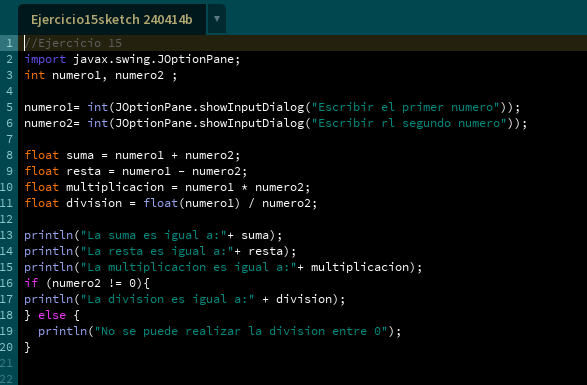 Ejercicio15sketch 240414b ▼
1 //Ejercicio 15
2 import javax.swing.JOptionPane;
3 int numero1, numero2 ;
4
5 numero1= int(JOptionPane.showInputDialog("Escribir el primer numero"));
6 numero2= int(JOptionPane.showInputDialog("Escribir rl segundo numero"));
7
8 float suma = numero1 + numero2;
9 float resta = numero1 - numero2;
10 float multiplicacion = numero1 * numero2;
11 float division = float(numero1) / numero2;
12
13 println("La suma es igual a:"+ suma);
14 println("La resta es igual a:"+ resta);
15 println("La multiplicacion es igual a:"+ multiplicacion);
16 if (numero2 != 0){
17 println("La division es igual a:" + division);
18 } else {
19   println("No se puede realizar la division entre 0");
20 }
21
22